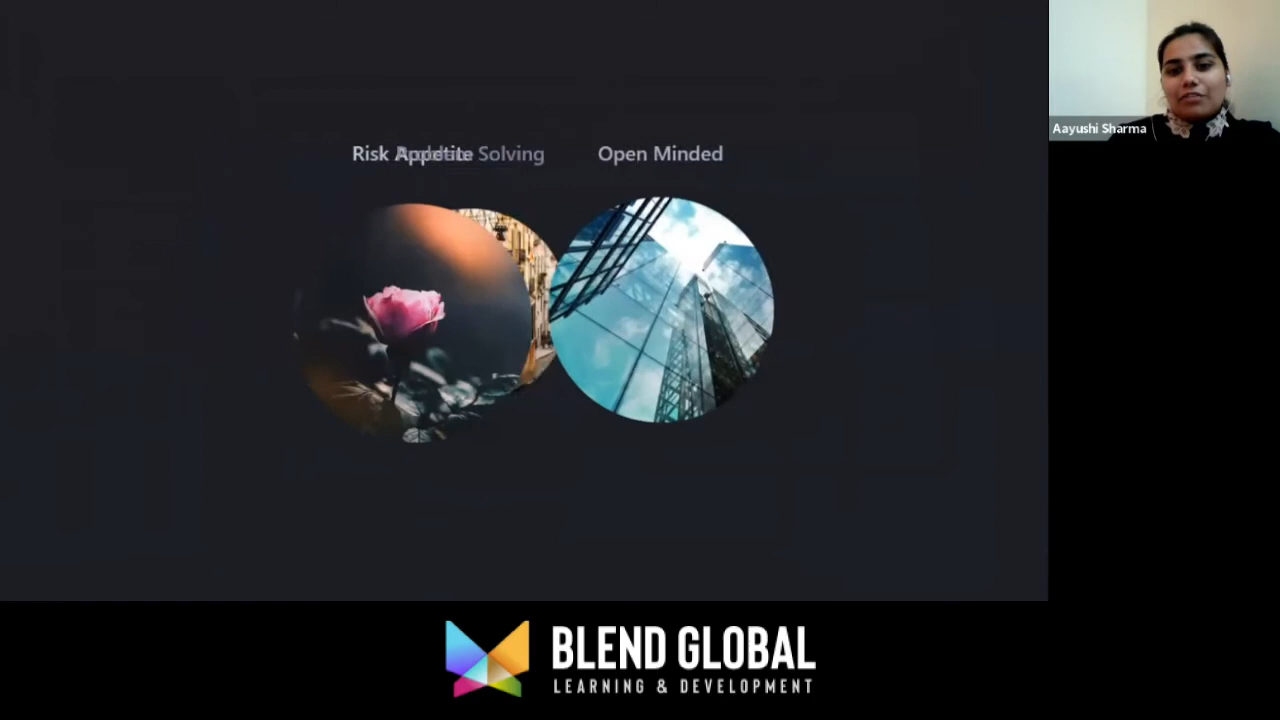 Risk Appetite Solving
Open Minded
Aayushi Sharma
BLEND GLOBAL
LEARNING & DEVELOPMENT